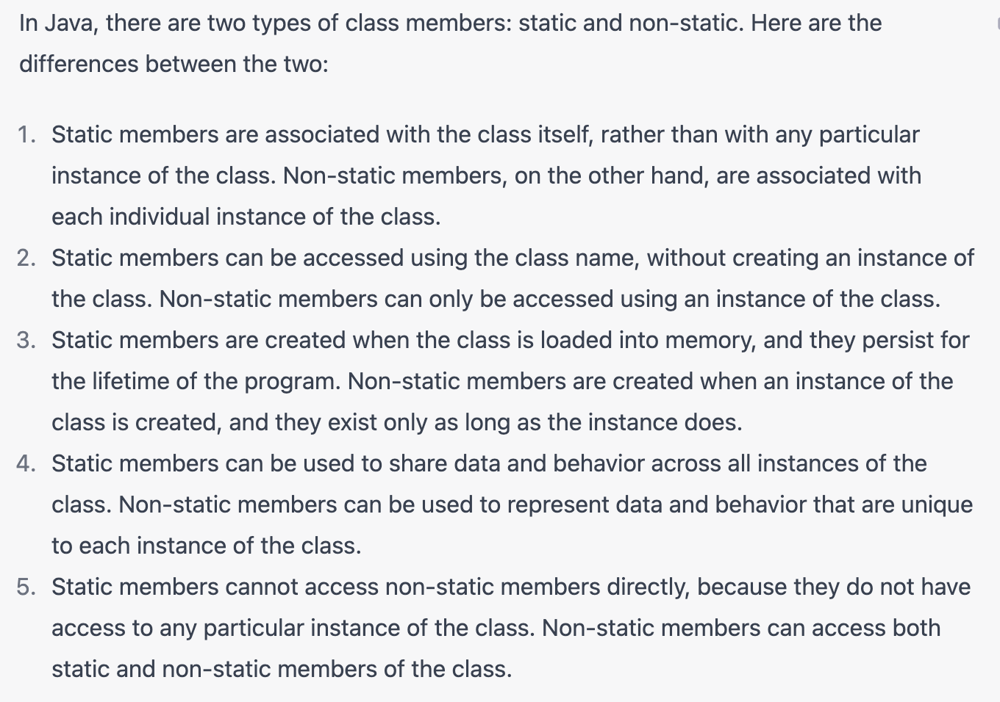 In Java, there are two types of class members: static and non-static. Here are the
differences between the two:
1. Static members are associated with the class itself, rather than with any particular
instance of the class. Non-static members, on the other hand, are associated with
each individual instance of the class.
2. Static members can be accessed using the class name, without creating an instance of
the class. Non-static members can only be accessed using an instance of the class.
3. Static members are created when the class is loaded into memory, and they persist for
the lifetime of the program. Non-static members are created when an instance of the
class is created, and they exist only as long as the instance does.
4. Static members can be used to share data and behavior across all instances of the
class. Non-static members can be used to represent data and behavior that are unique
to each instance of the class.
5. Static members cannot access non-static members directly, because they do not have
access to any particular instance of the class. Non-static members can access both
static and non-static members of the class.